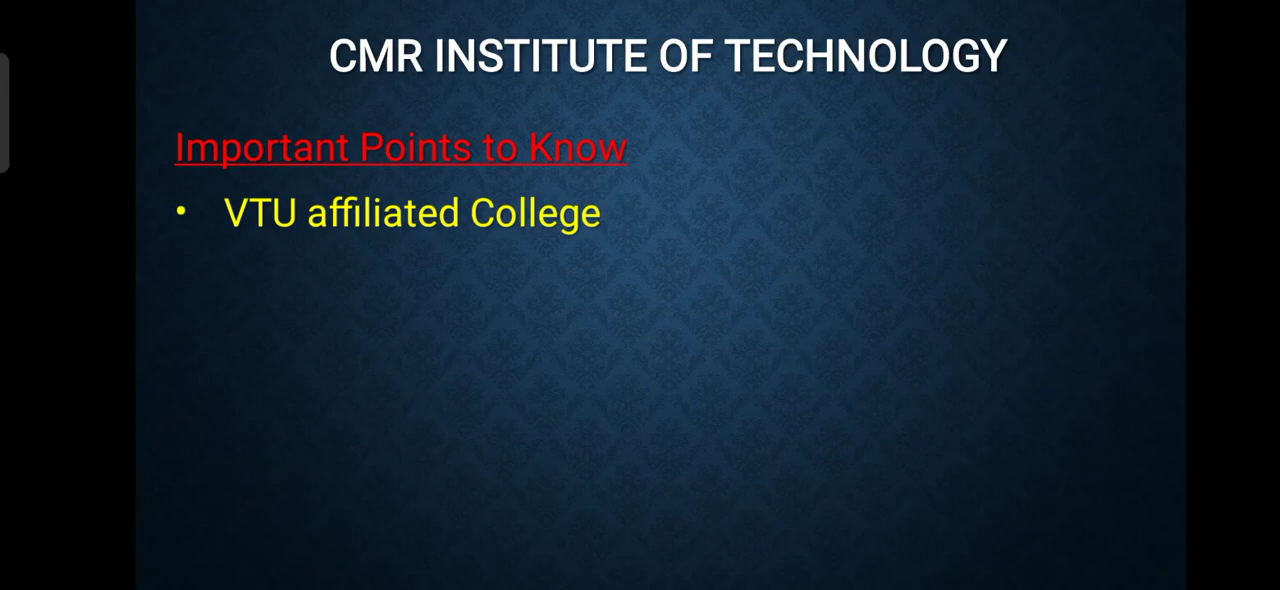 CMR INSTITUTE OF TECHNOLOGY
Important Points to Know
• VTU affiliated College